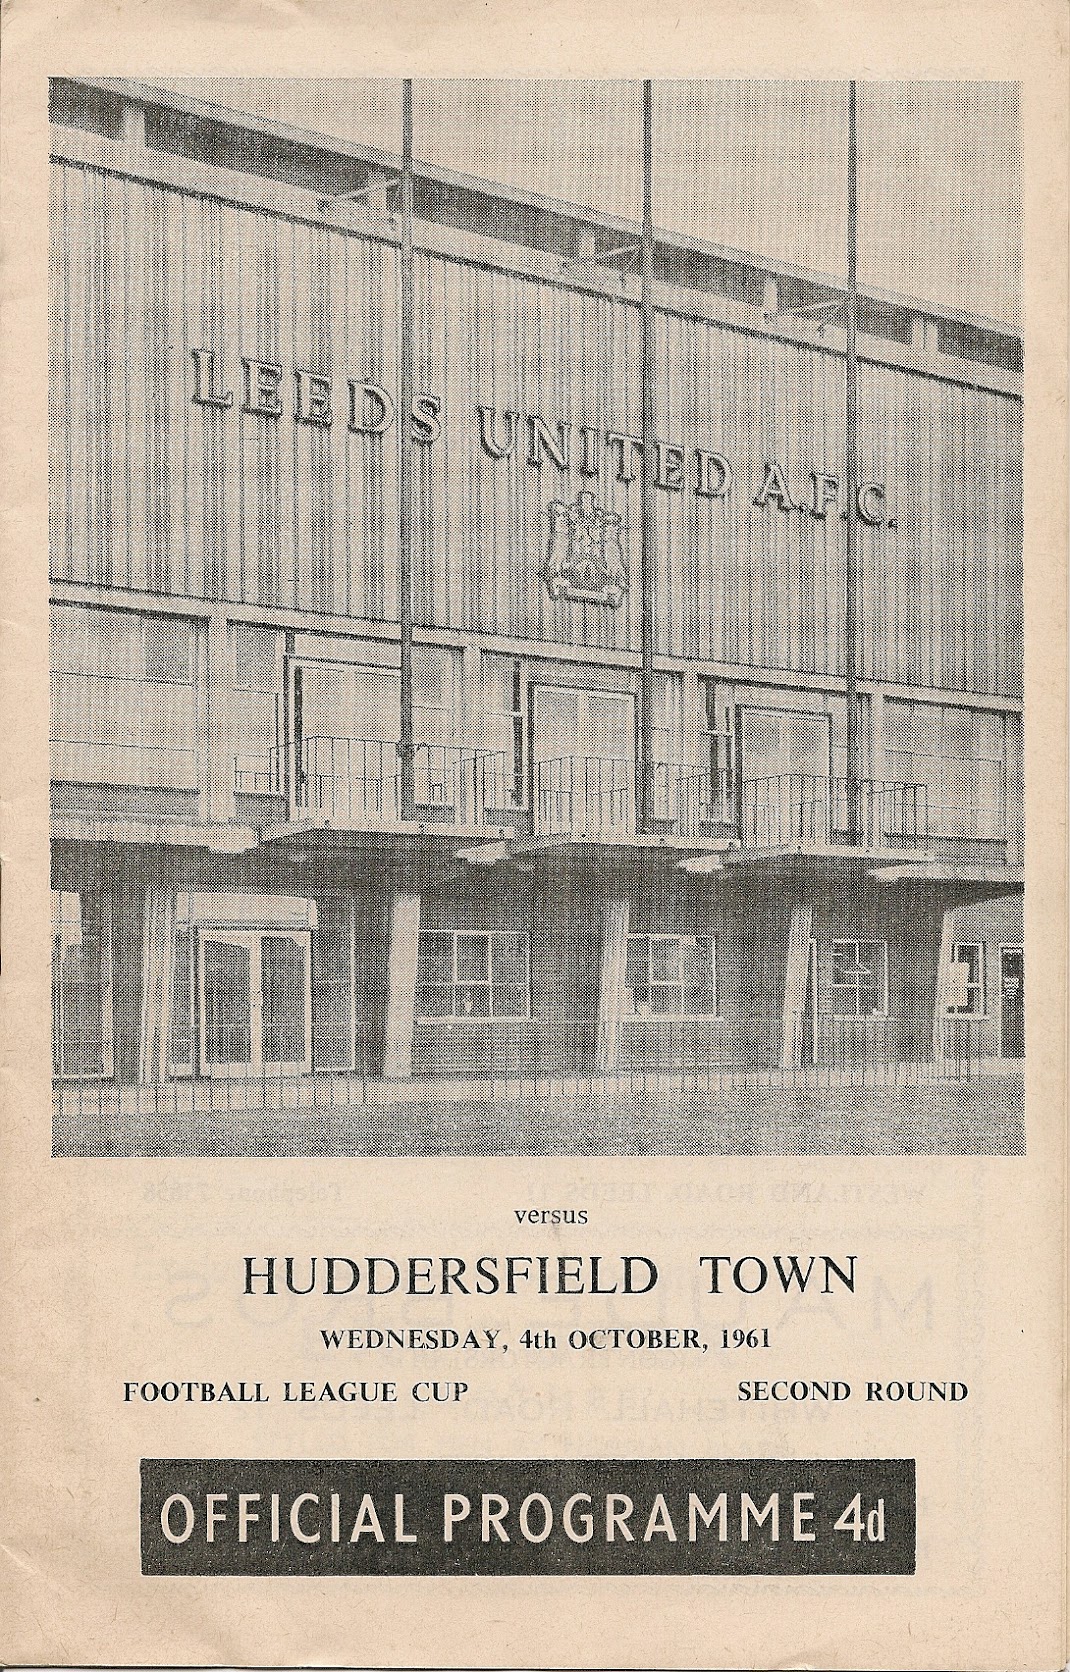 LEEDS UNITED A.F.C.
versus
HUDDERSFIELD TOWN
WEDNESDAY, 4th OCTOBER, 1961
FOOTBALL LEAGUE CUP SECOND ROUND
OFFICIAL PROGRAMME 4d